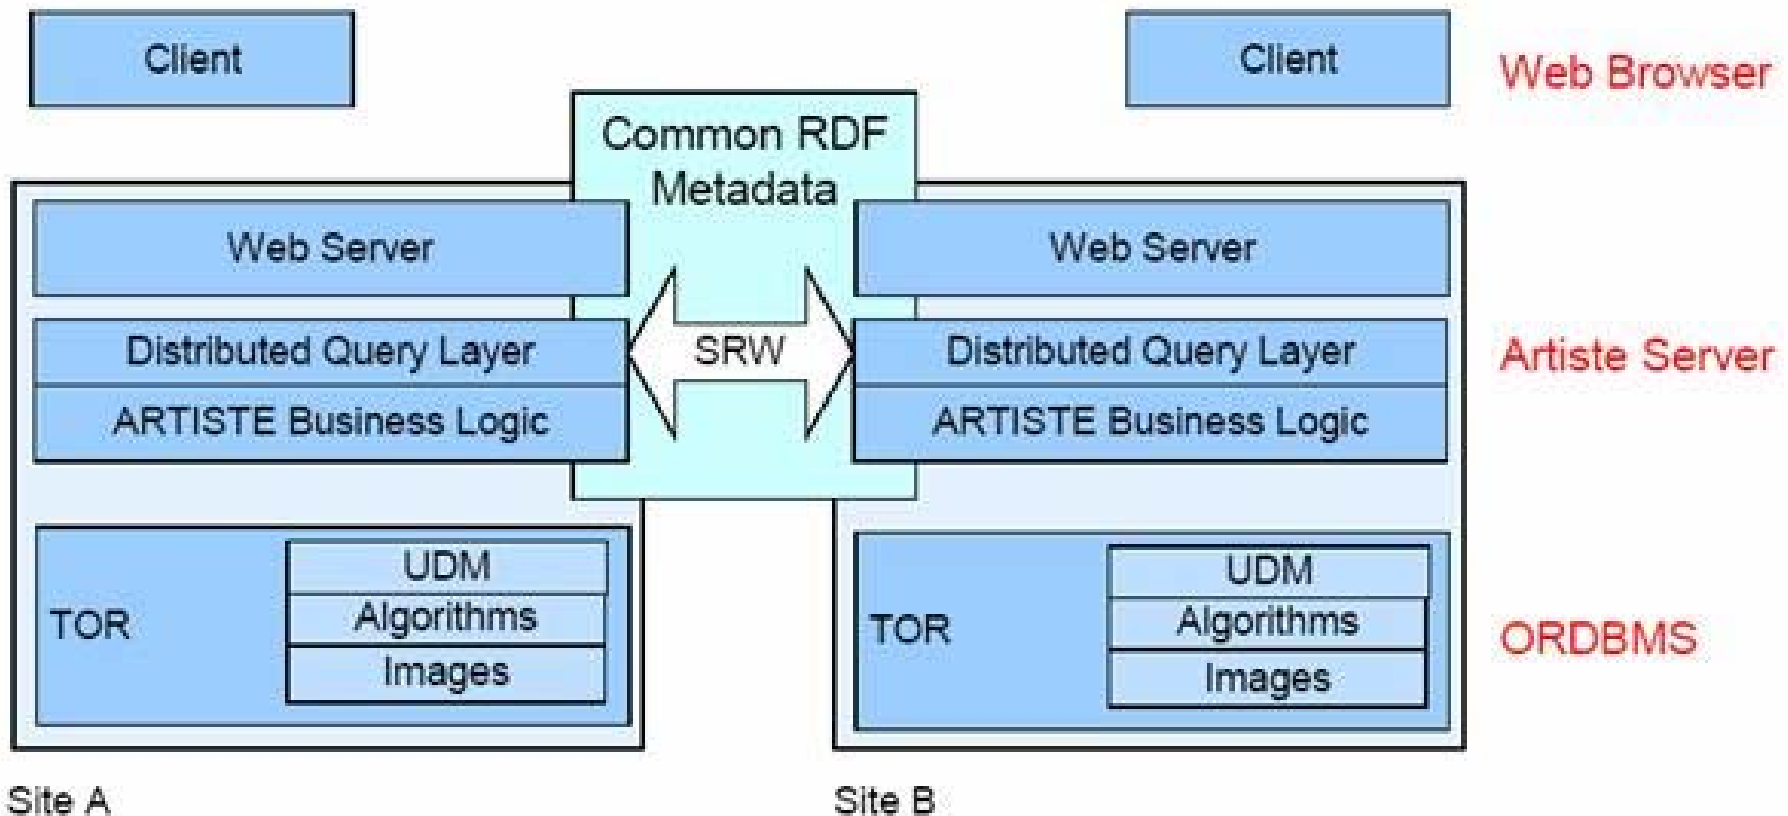 Client
Client
Web Browser
Common RDF
Metadata
Web Server
Web Server
Distributed Query Layer
SRW
Distributed Query Layer
Artiste Server
ARTISTE Business Logic
ARTISTE Business Logic
TOR
UDM
Algorithms
Images
TOR
UDM
Algorithms
Images
ORDBMS
Site A
Site B